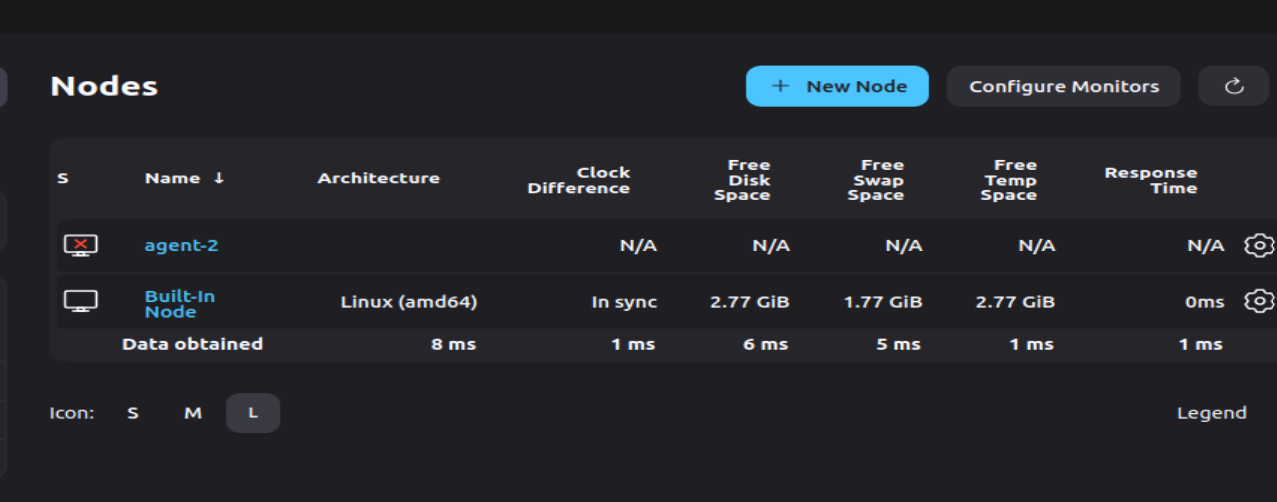 Nodes
+ New Node
Configure Monitors
S Name ↓ Architecture Clock Difference Free Disk Space Free Swap Space Free Temp Space Response Time
agent-2 N/A N/A N/A N/A N/A
Built-In Node Linux (amd64) In sync 2.77 GiB 1.77 GiB 2.77 GiB 0ms
Data obtained 8 ms 1 ms 6 ms 5 ms 1 ms 1 ms
Icon: S M L
Legend